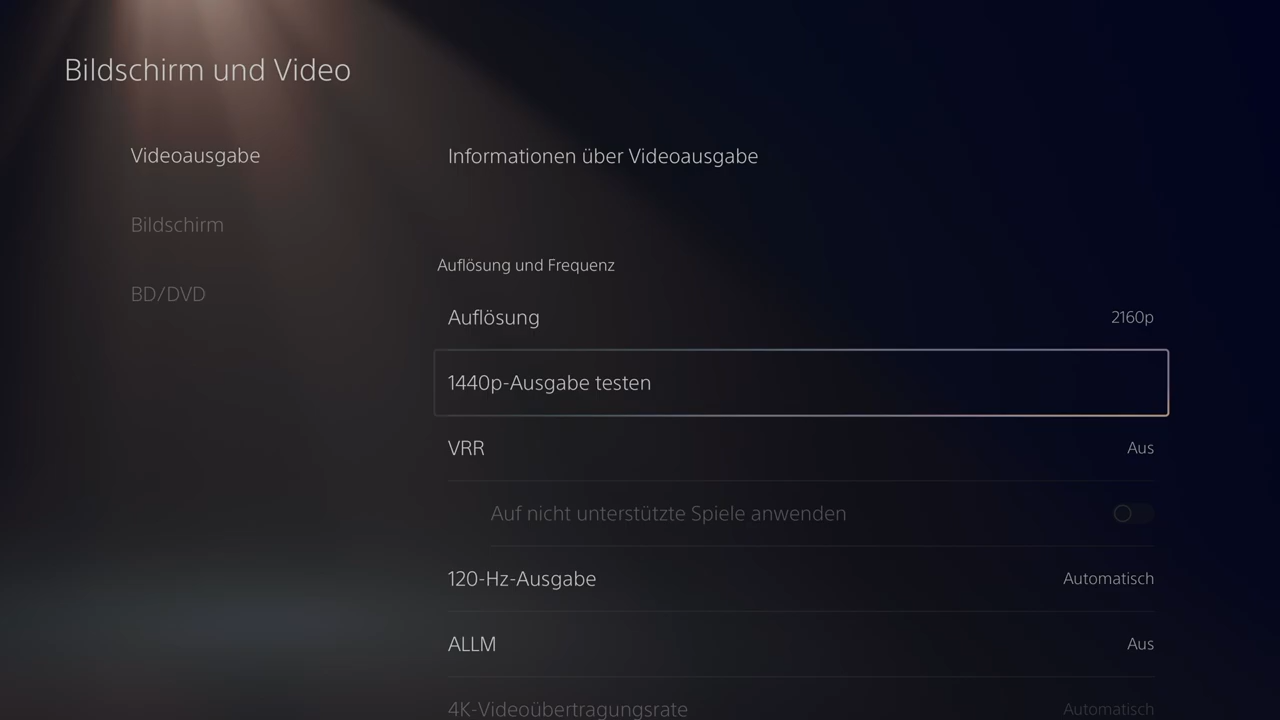 Bildschirm und Video
Videoausgabe
Bildschirm
BD/DVD
Informationen über Videoausgabe
Auflösung und Frequenz
Auflösung 2160p
1440p-Ausgabe testen
VRR Aus
Auf nicht unterstützte Spiele anwenden
120-Hz-Ausgabe Automatisch
ALLM Aus
4K-Videoübertragungsrate Automatisch